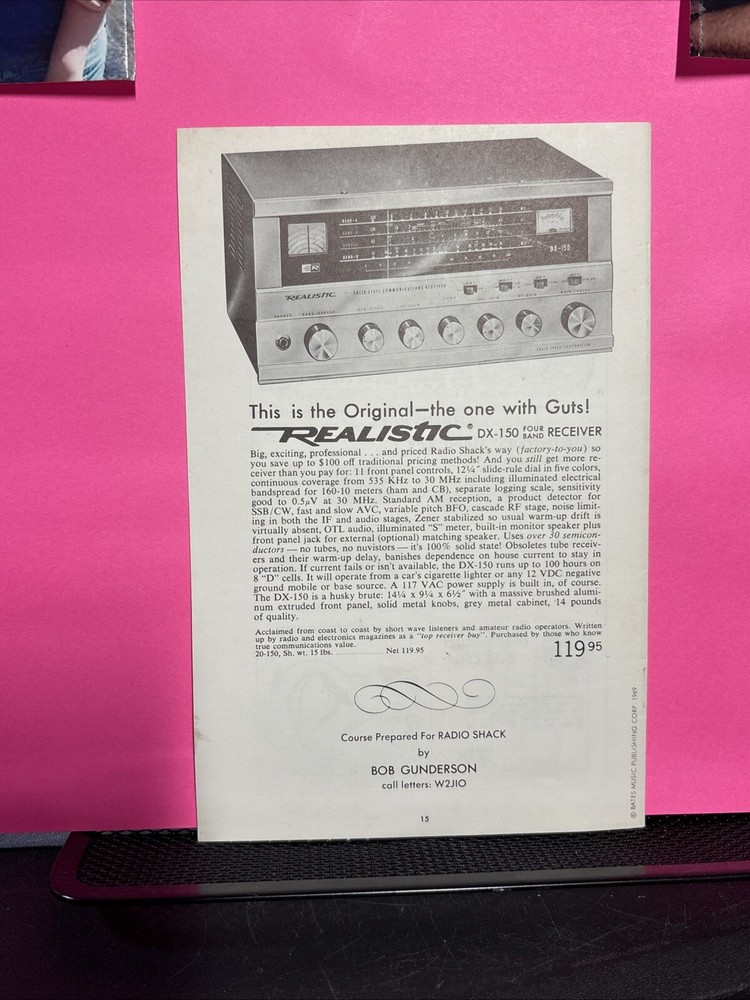 BAND-A
DX-150
REALISTIC
SOLID STATE COMMUNICATIONS RECEIVER
RADIO SHACK CORPORATION
This is the Original—the one with Guts!
REALISTIC® DX-150 FOUR BAND RECEIVER
Big, exciting, professional . . . and priced Radio Shack's way (factory-to-you) so
you save up to $100 off traditional pricing methods! And you still get more re-
ceiver than you pay for: 11 front panel controls, 12¼" slide-rule dial in five colors,
continuous coverage from 535 KHz to 30 MHz including illuminated electrical
bandspread for 160-10 meters (ham and CB), separate logging scale, sensitivity
good to 0.5µV at 30 MHz. Standard AM reception, a product detector for
SSB/CW, fast and slow AVC, variable pitch BFO, cascade RF stage, noise limit-
ing in both the IF and audio stages, Zener stabilized so usual warm-up drift is
virtually absent, OTL audio, illuminated "S" meter, built-in monitor speaker plus
front panel jack for external (optional) matching speaker. Uses over 30 semicon-
ductors — no tubes, no nuvistors — it's 100% solid state! Obsoletes tube receiv-
ers and their warm-up delay, banishes dependence on house current to stay in
operation. If current fails or isn't available, the DX-150 runs up to 100 hours on
8 "D" cells. It will operate from a car's cigarette lighter or any 12 VDC negative
ground mobile or base source. A 117 VAC power supply is built in, of course.
The DX-150 is a husky brute: 14¼ x 9¼ x 6½" with a massive brushed alumi-
num extruded front panel, solid metal knobs, grey metal cabinet, 14 pounds
of quality.
Acclaimed from coast to coast by short wave listeners and amateur radio operators. Written
up by radio and electronics magazines as a "top receiver buy". Purchased by those who know
true communications value.
20-150, Sh. wt. 15 lbs. .................... Net 119.95 119.95
Course Prepared For RADIO SHACK
by
BOB GUNDERSON
call letters: W2JIO
15
© BATES MUSIC PUBLISHING CORP. 1969